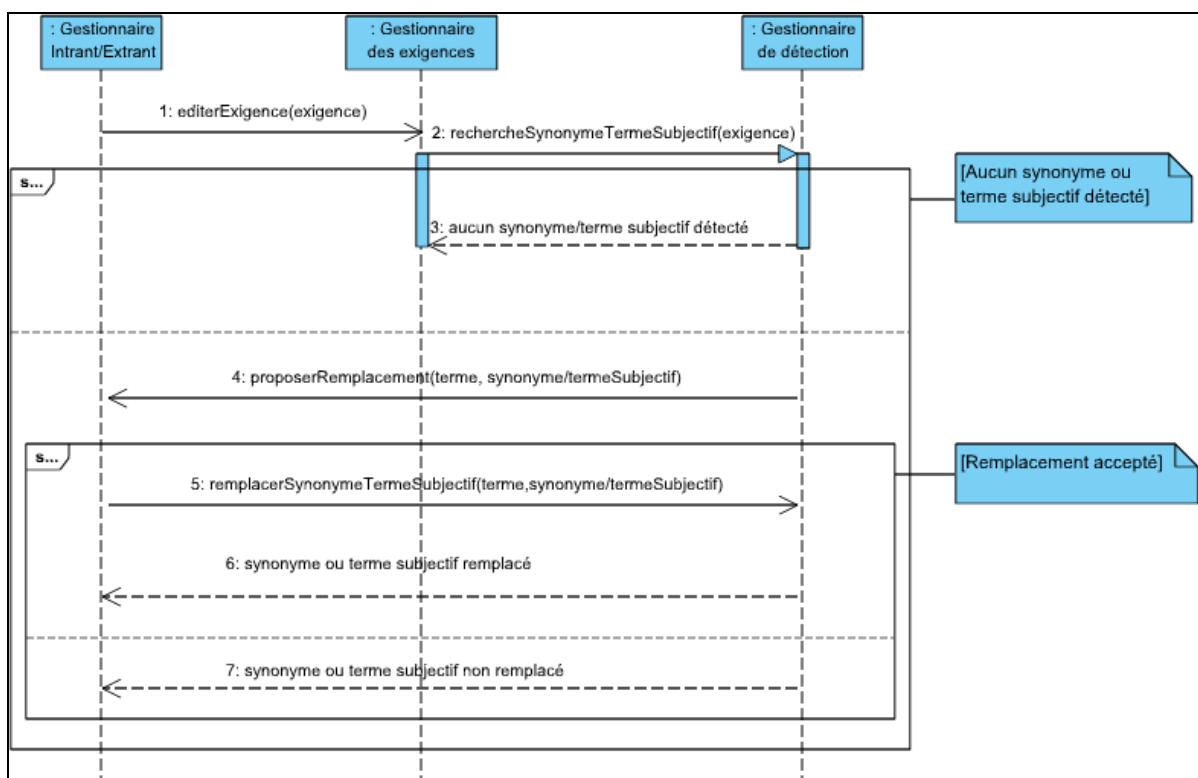 : Gestionnaire
Intrant/Extrant
: Gestionnaire
des exigences
: Gestionnaire
de détection
1: editerExigence(exigence)
2: rechercheSynonymeTermeSubjectif(exigence)
s...
[Aucun synonyme ou
terme subjectif détecté]
3: aucun synonyme/terme subjectif détecté
4: proposerRemplacement(terme, synonyme/termeSubjectif)
s...
[Remplacement accepté]
5: remplacerSynonymeTermeSubjectif(terme,synonyme/termeSubjectif)
6: synonyme ou terme subjectif remplacé
7: synonyme ou terme subjectif non remplacé